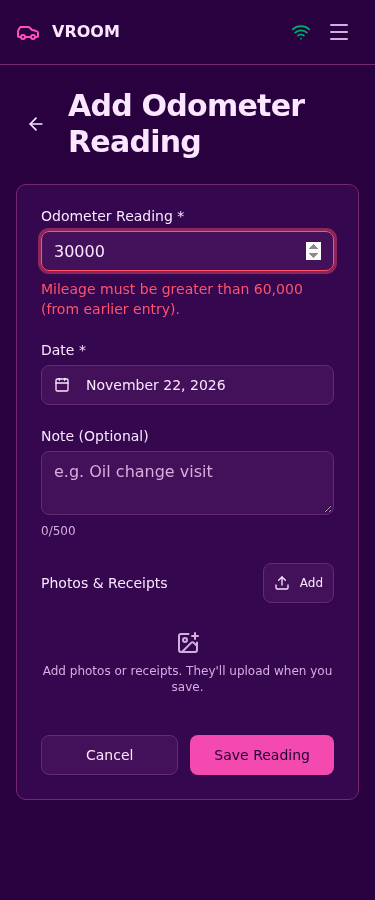 VROOM
Add Odometer
Reading
Odometer Reading *
30000
Mileage must be greater than 60,000
(from earlier entry).
Date *
November 22, 2026
Note (Optional)
e.g. Oil change visit
0/500
Photos & Receipts
Add
Add photos or receipts. They'll upload when you
save.
Cancel
Save Reading